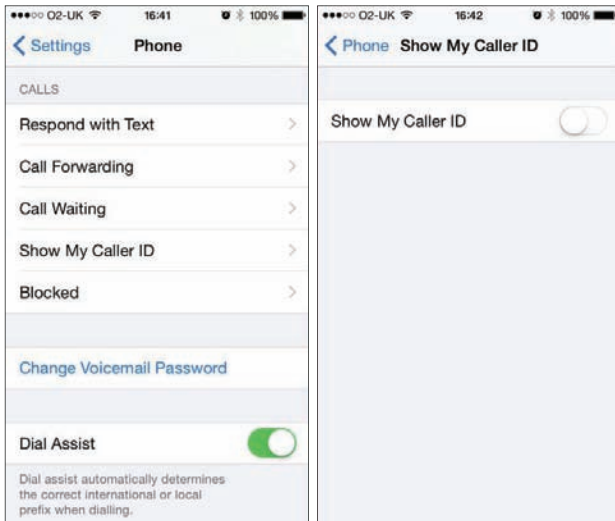 O2-UK 16:41 100%
Settings Phone
CALLS
Respond with Text
Call Forwarding
Call Waiting
Show My Caller ID
Blocked
Change Voicemail Password
Dial Assist
Dial assist automatically determines
the correct international or local
prefix when dialling.
O2-UK 16:42 100%
Phone Show My Caller ID
Show My Caller ID